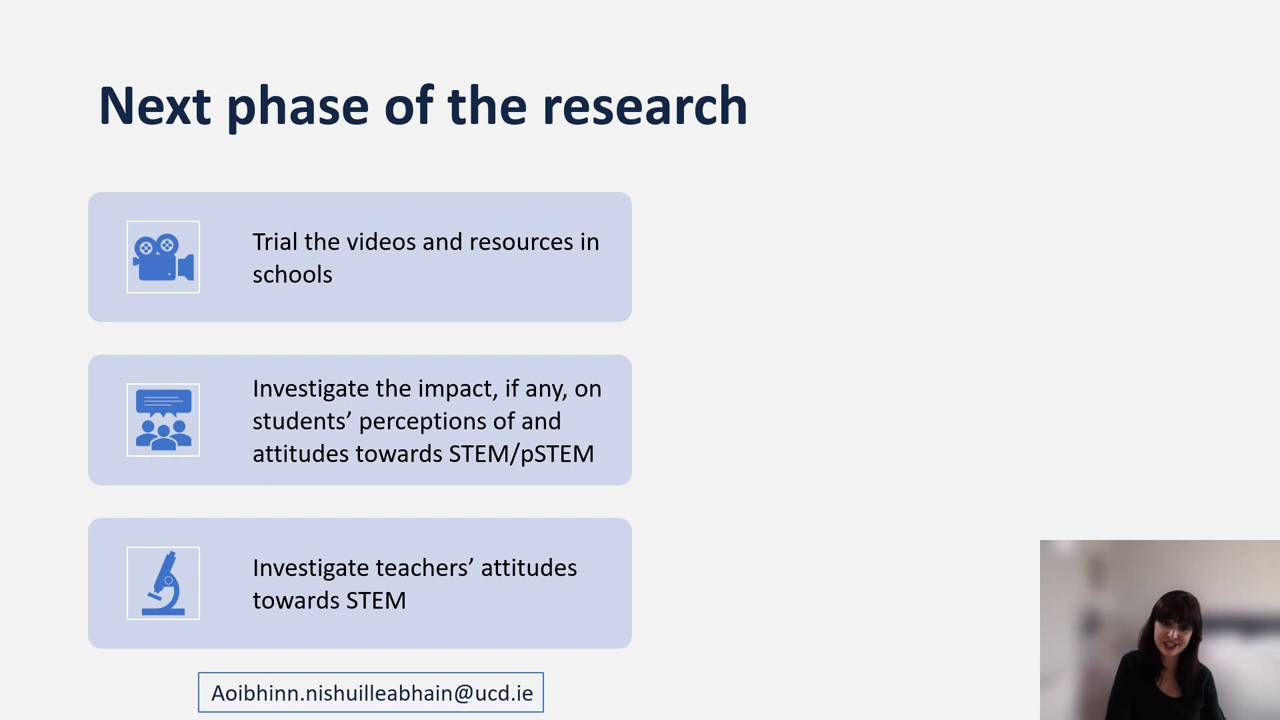 Next phase of the research
Trial the videos and resources in
schools
Investigate the impact, if any, on
students’ perceptions of and
attitudes towards STEM/pSTEM
Investigate teachers’ attitudes
towards STEM
Aoibhinn.nishuilleabhain@ucd.ie